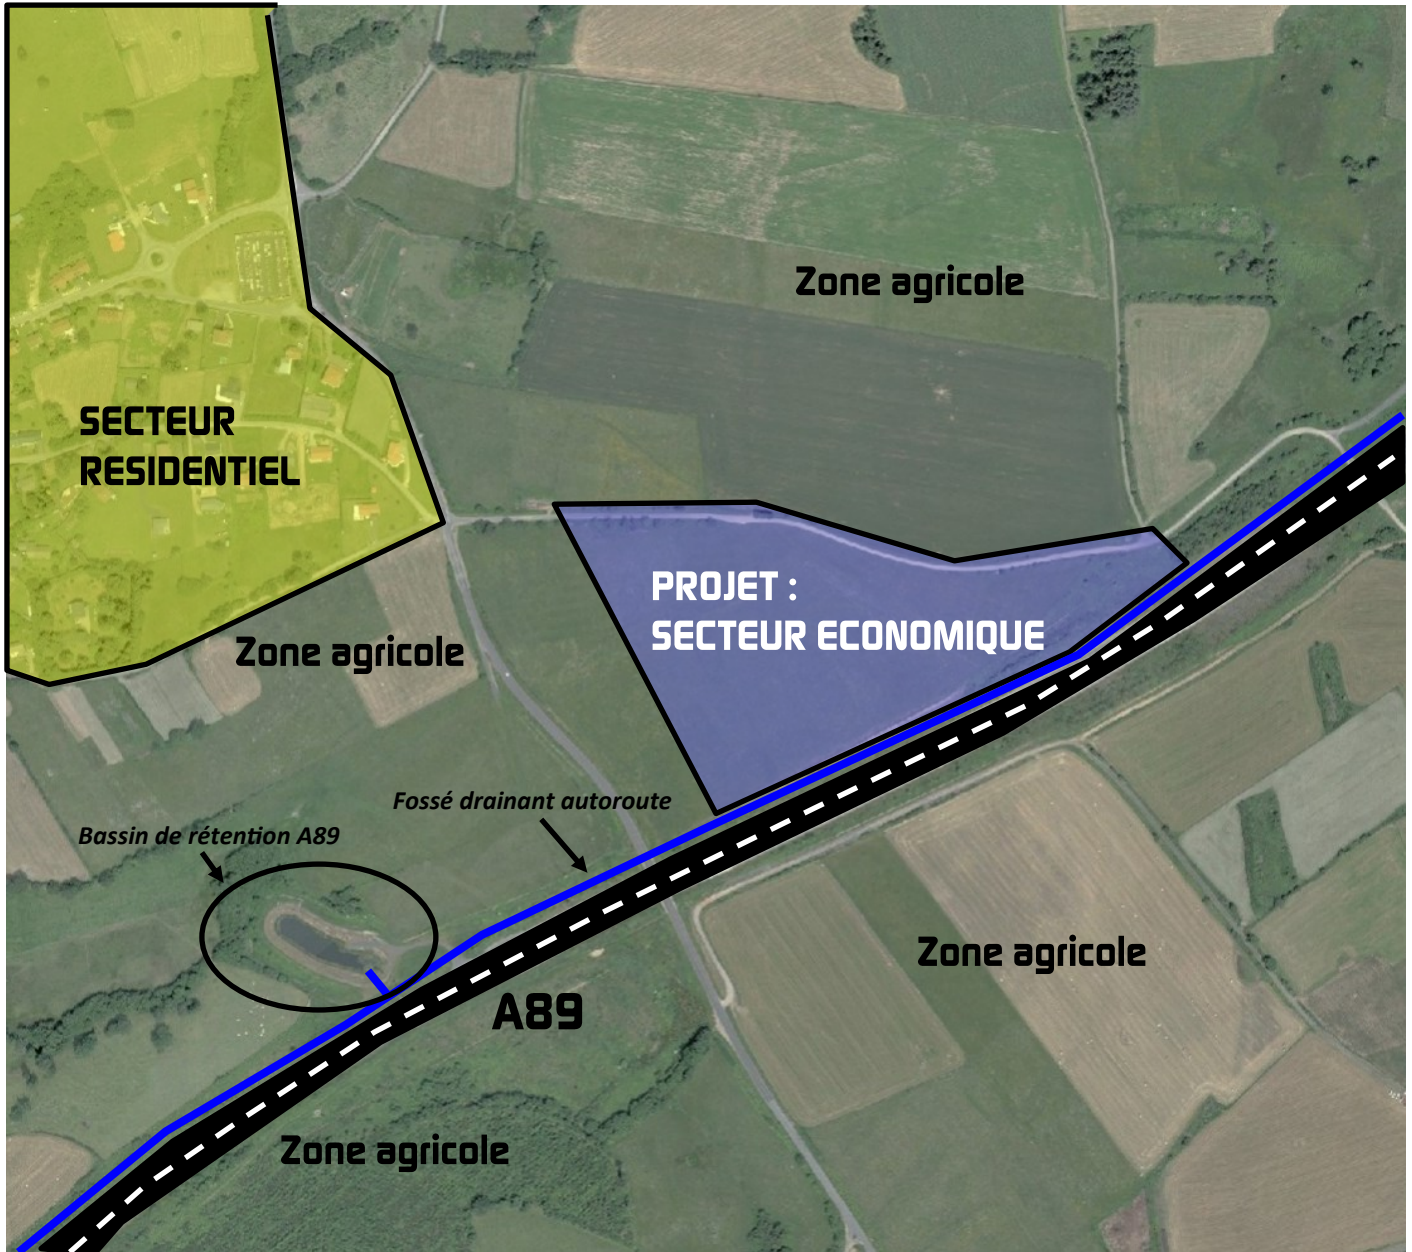 Zone agricole
SECTEUR
RESIDENTIEL
PROJET :
SECTEUR ECONOMIQUE
Zone agricole
Fossé drainant autoroute
Bassin de rétention A89
Zone agricole
A89
Zone agricole